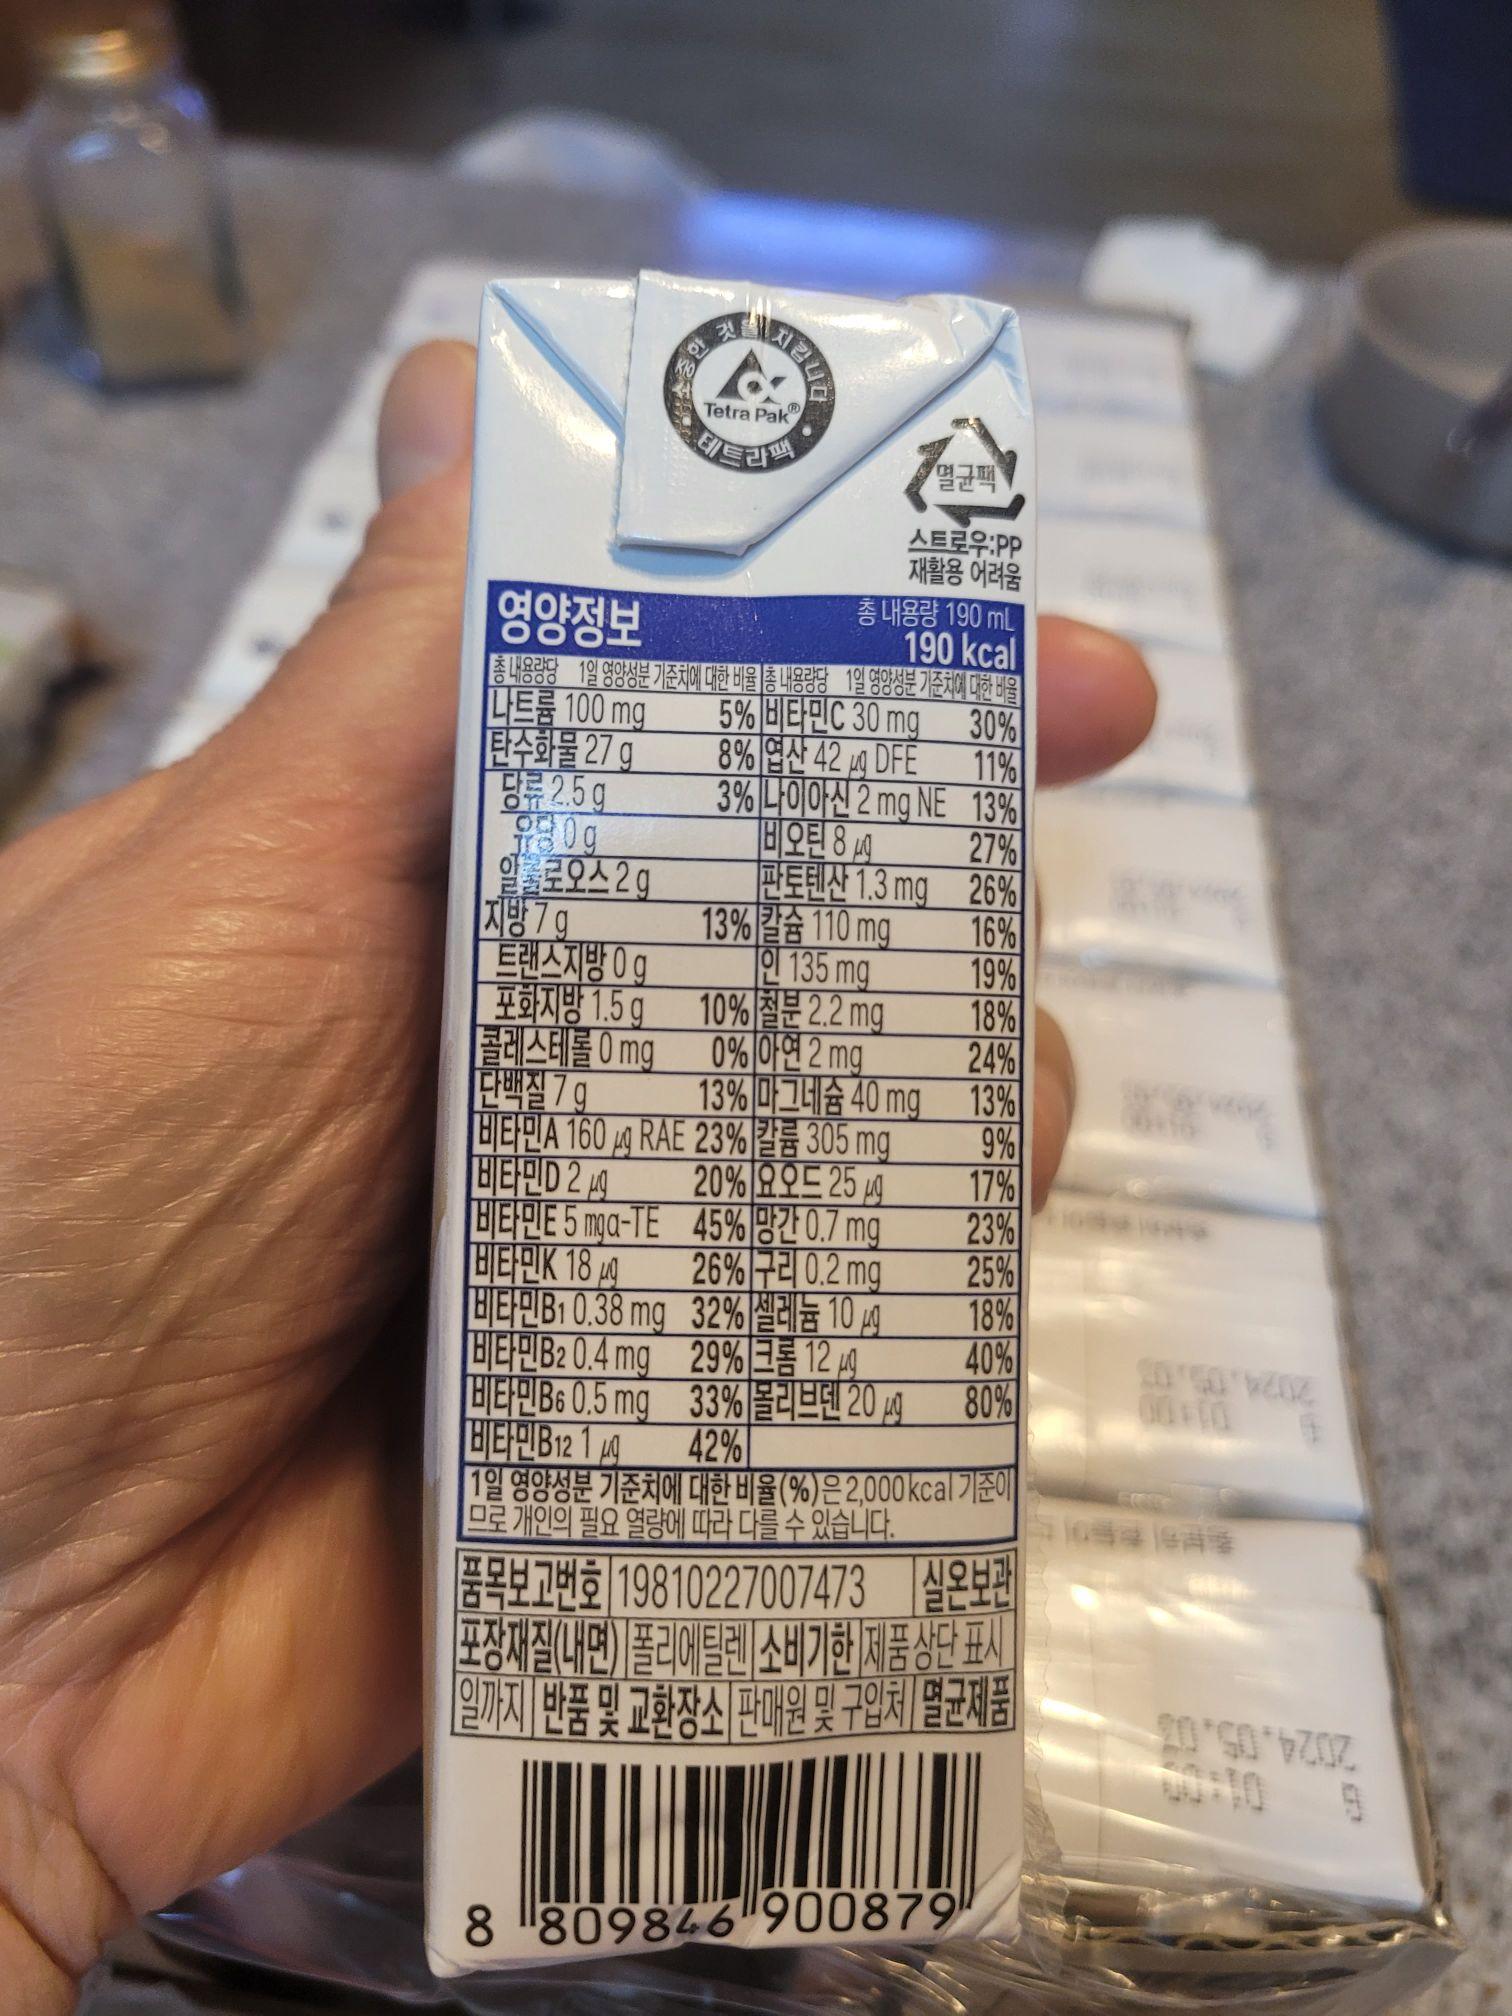 소중한 것을 지킵니다
Tetra Pak®
테트라팩
멸균팩
스트로우:PP
재활용 어려움
영양정보
총 내용량 190 mL
190 kcal
총 내용량당 1일 영양성분 기준치에 대한 비율 총 내용량당 1일 영양성분 기준치에 대한 비율
나트륨 100 mg 5% 비타민C 30 mg 30%
탄수화물 27 g 8% 엽산 42 ㎍ DFE 11%
당류 2.5 g 3% 나이아신 2 mg NE 13%
유당 0 g 비오틴 8 ㎍ 27%
알룰로오스 2 g 판토텐산 1.3 mg 26%
지방 7 g 13% 칼슘 110 mg 16%
트랜스지방 0 g 인 135 mg 19%
포화지방 1.5 g 10% 철분 2.2 mg 18%
콜레스테롤 0 mg 0% 아연 2 mg 24%
단백질 7 g 13% 마그네슘 40 mg 13%
비타민A 160 ㎍ RAE 23% 칼륨 305 mg 9%
비타민D 2 ㎍ 20% 요오드 25 ㎍ 17%
비타민E 5 mgα-TE 45% 망간 0.7 mg 23%
비타민K 18 ㎍ 26% 구리 0.2 mg 25%
비타민B1 0.38 mg 32% 셀레늄 10 ㎍ 18%
비타민B2 0.4 mg 29% 크롬 12 ㎍ 40%
비타민B6 0.5 mg 33% 몰리브덴 20 ㎍ 80%
비타민B12 1 ㎍ 42%
1일 영양성분 기준치에 대한 비율(%)은 2,000kcal 기준이
므로 개인의 필요 열량에 따라 다를 수 있습니다.
품목보고번호 19810227007473 실온보관
포장재질(내면) 폴리에틸렌 소비기한 제품 상단 표시
일까지 반품 및 교환장소 판매원 및 구입처 멸균제품
8 809846 900879
2024.05.03
01:00
2024.05.03
01:00 G